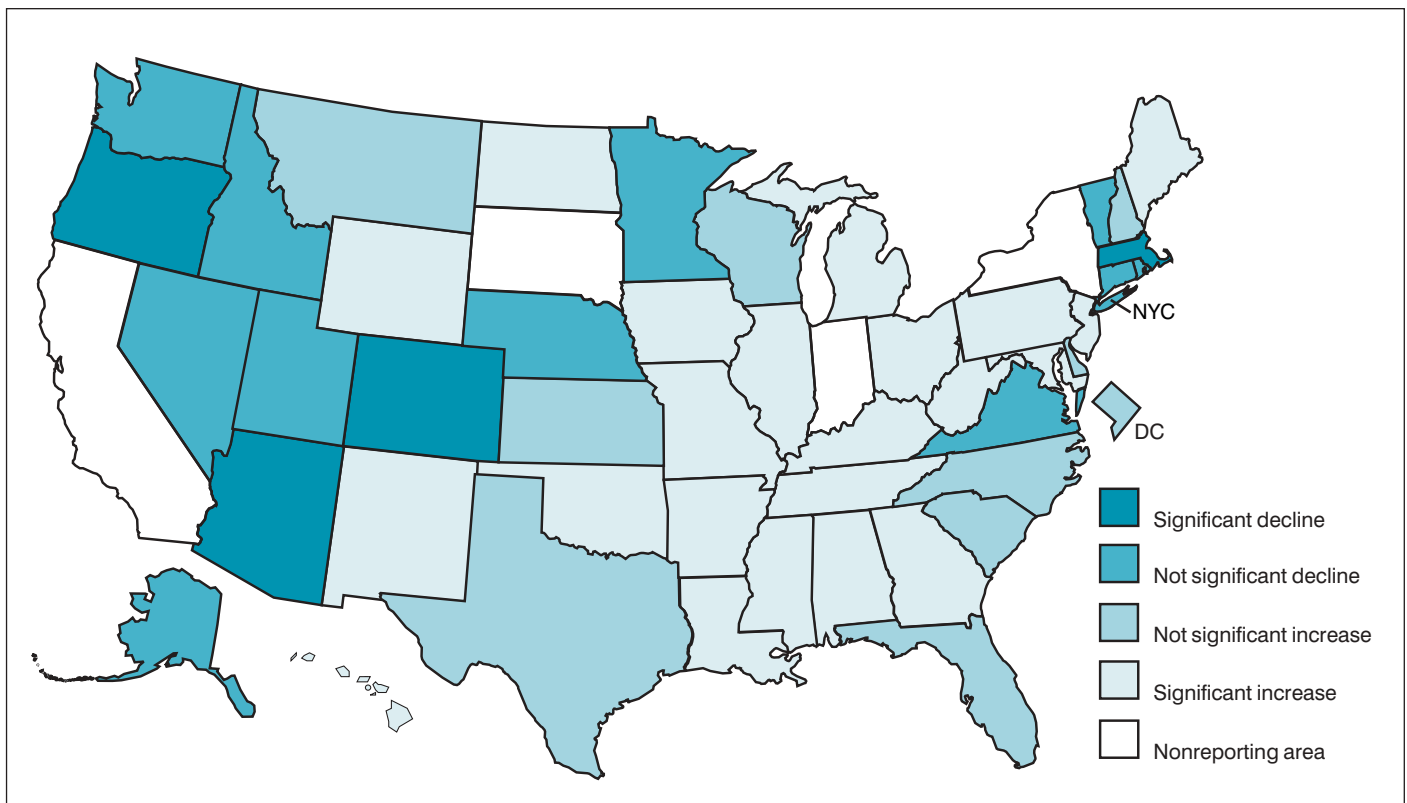 NYC
DC
Significant decline
Not significant decline
Not significant increase
Significant increase
Nonreporting area